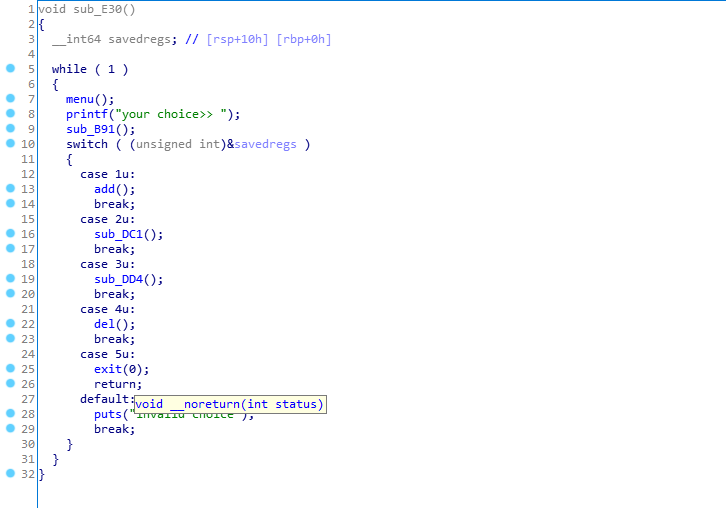 1 void sub_E30()
2 {
3 __int64 savedregs; // [rsp+10h] [rbp+0h]
4
5 while ( 1 )
6 {
7 menu();
8 printf("your choice>> ");
9 sub_B91();
10 switch ( (unsigned int)&savedregs )
11 {
12 case 1u:
13 add();
14 break;
15 case 2u:
16 sub_DC1();
17 break;
18 case 3u:
19 sub_DD4();
20 break;
21 case 4u:
22 del();
23 break;
24 case 5u:
25 exit(0);
26 return;
27 default:
void __noreturn(int status)
28 puts("invalid choice");
29 break;
30 }
31 }
32 }